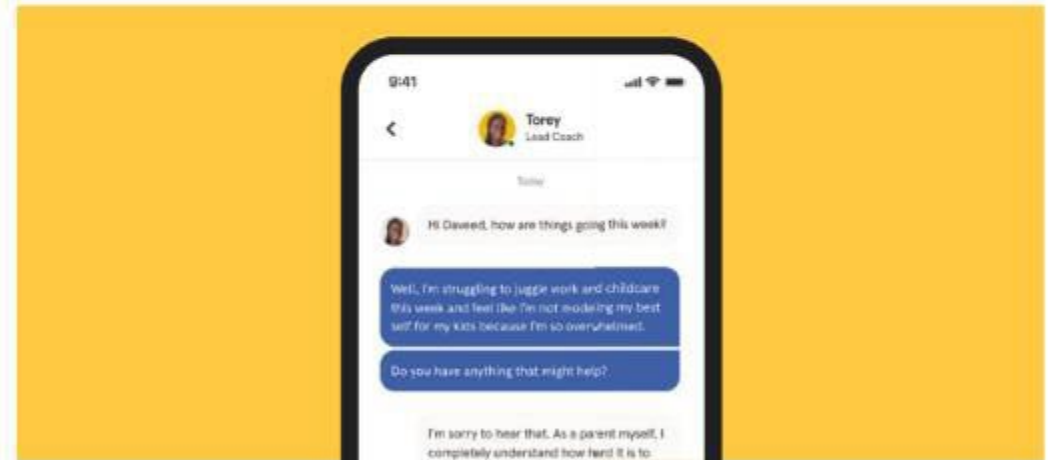 9:41
Torey
Lead Coach
Torey
Hi Daveed, how are things going this week?
Well, I'm struggling to juggle work and childcare
this week and feel like I'm not modeling my best
self for my kids because I'm so overwhelmed.
Do you have anything that might help?
I'm sorry to hear that. As a parent myself, I
completely understand how hard it is to